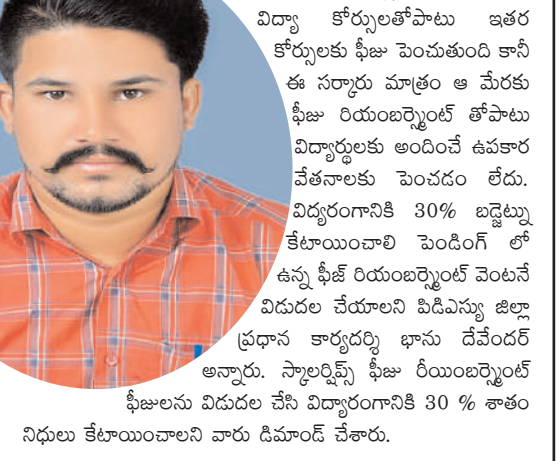 విద్యా కోర్సులతోపాటు ఇతర
కోర్సులకు ఫీజు పెంచుతుంది కానీ
ఈ సర్కారు మాత్రం ఆ మేరకు
ఫీజు రియంబర్స్మెంట్ తోపాటు
విద్యార్థులకు అందించే ఉపకార
వేతనాలకు పెంచడం లేదు.
విద్యరంగానికి 30% బడ్జెట్ను
కేటాయించాలి పెండింగ్ లో
ఉన్న ఫీజ్ రియంబర్స్మెంట్ వెంటనే
విడుదల చేయాలని పిడిఎస్యు జిల్లా
ప్రధాన కార్యదర్శి భాను దేవేందర్
అన్నారు. స్కాలర్షిప్స్ ఫీజు రీయింబర్స్మెంట్
ఫీజులను విడుదల చేసి విద్యారంగానికి 30 % శాతం
నిధులు కేటాయించాలని వారు డిమాండ్ చేశారు.